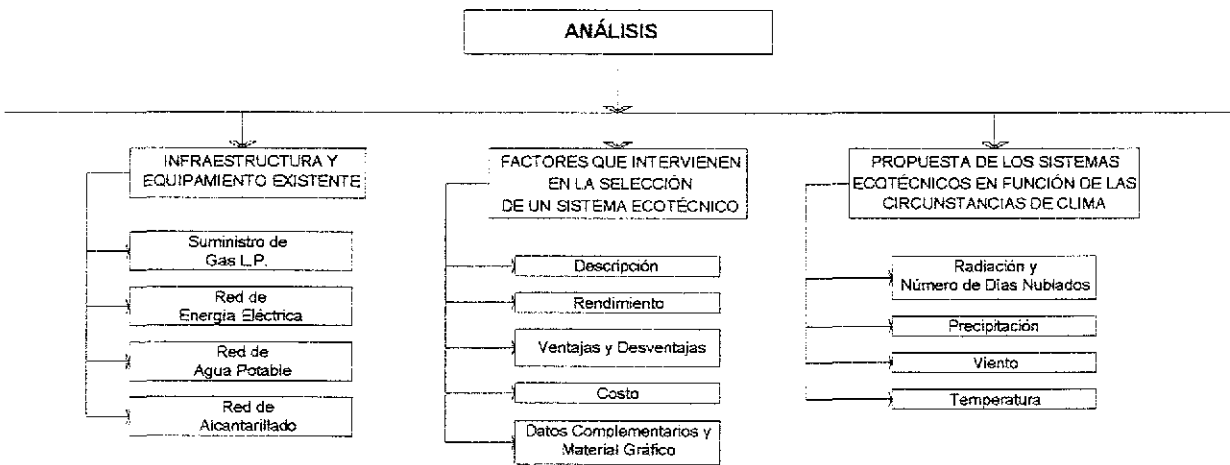 ANÁLISIS
INFRAESTRUCTURA Y
EQUIPAMIENTO EXISTENTE
Suministro de
Gas L.P.
Red de
Energía Eléctrica
Red de
Agua Potable
Red de
Alcantarillado
FACTORES QUE INTERVIENEN
EN LA SELECCIÓN
DE UN SISTEMA ECOTÉCNICO
Descripción
Rendimiento
Ventajas y Desventajas
Costo
Datos Complementarios y
Material Gráfico
PROPUESTA DE LOS SISTEMAS
ECOTÉCNICOS EN FUNCIÓN DE LAS
CIRCUNSTANCIAS DE CLIMA
Radiación y
Número de Días Nublados
Precipitación
Viento
Temperatura